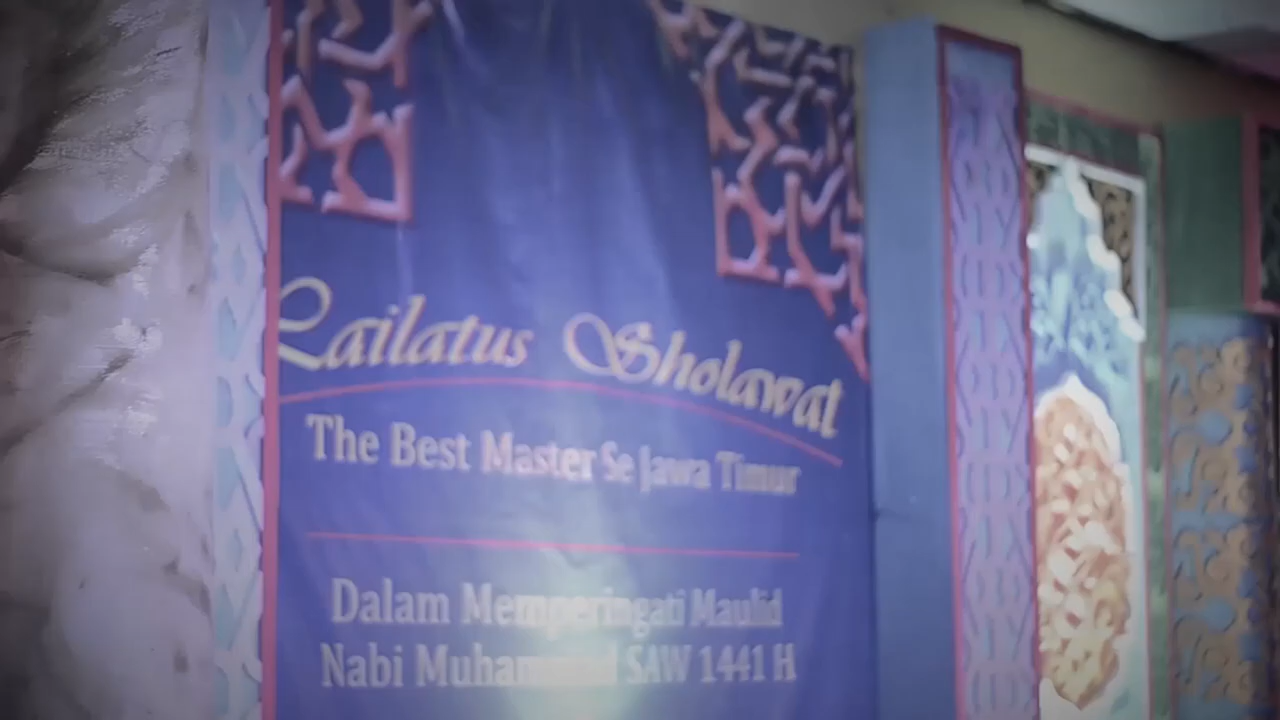 Lailatus Sholawat
The Best Master Se Jawa Timur
Dalam Memperingati Maulid
Nabi Muhammad SAW 1441 H